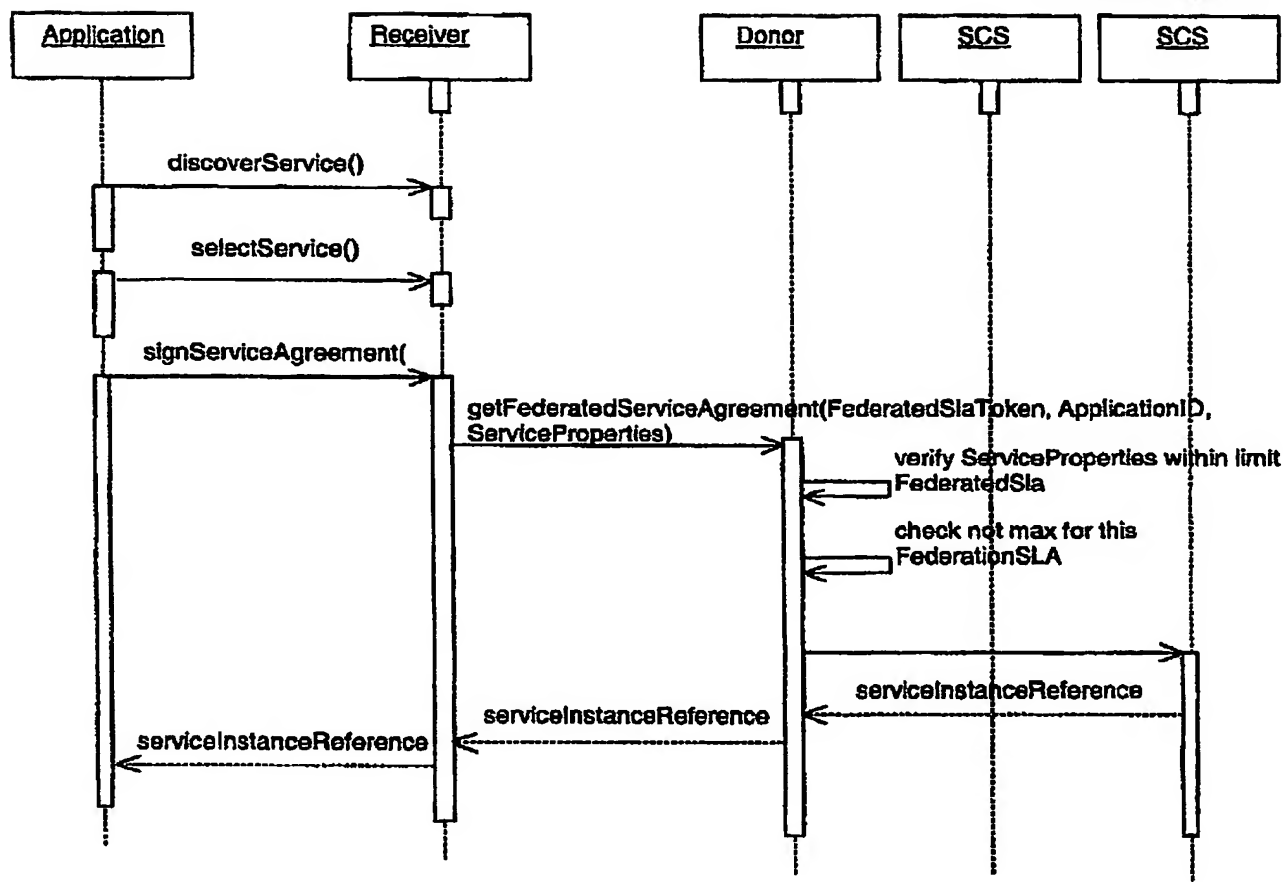 Application
Receiver
Donor
SCS
SCS
discoverService()
selectService()
signServiceAgreement(
getFederatedServiceAgreement(FederatedSlaToken, ApplicationID,
ServiceProperties)
verify ServiceProperties within limit
FederatedSla
check not max for this
FederationSLA
serviceInstanceReference
serviceInstanceReference
serviceInstanceReference